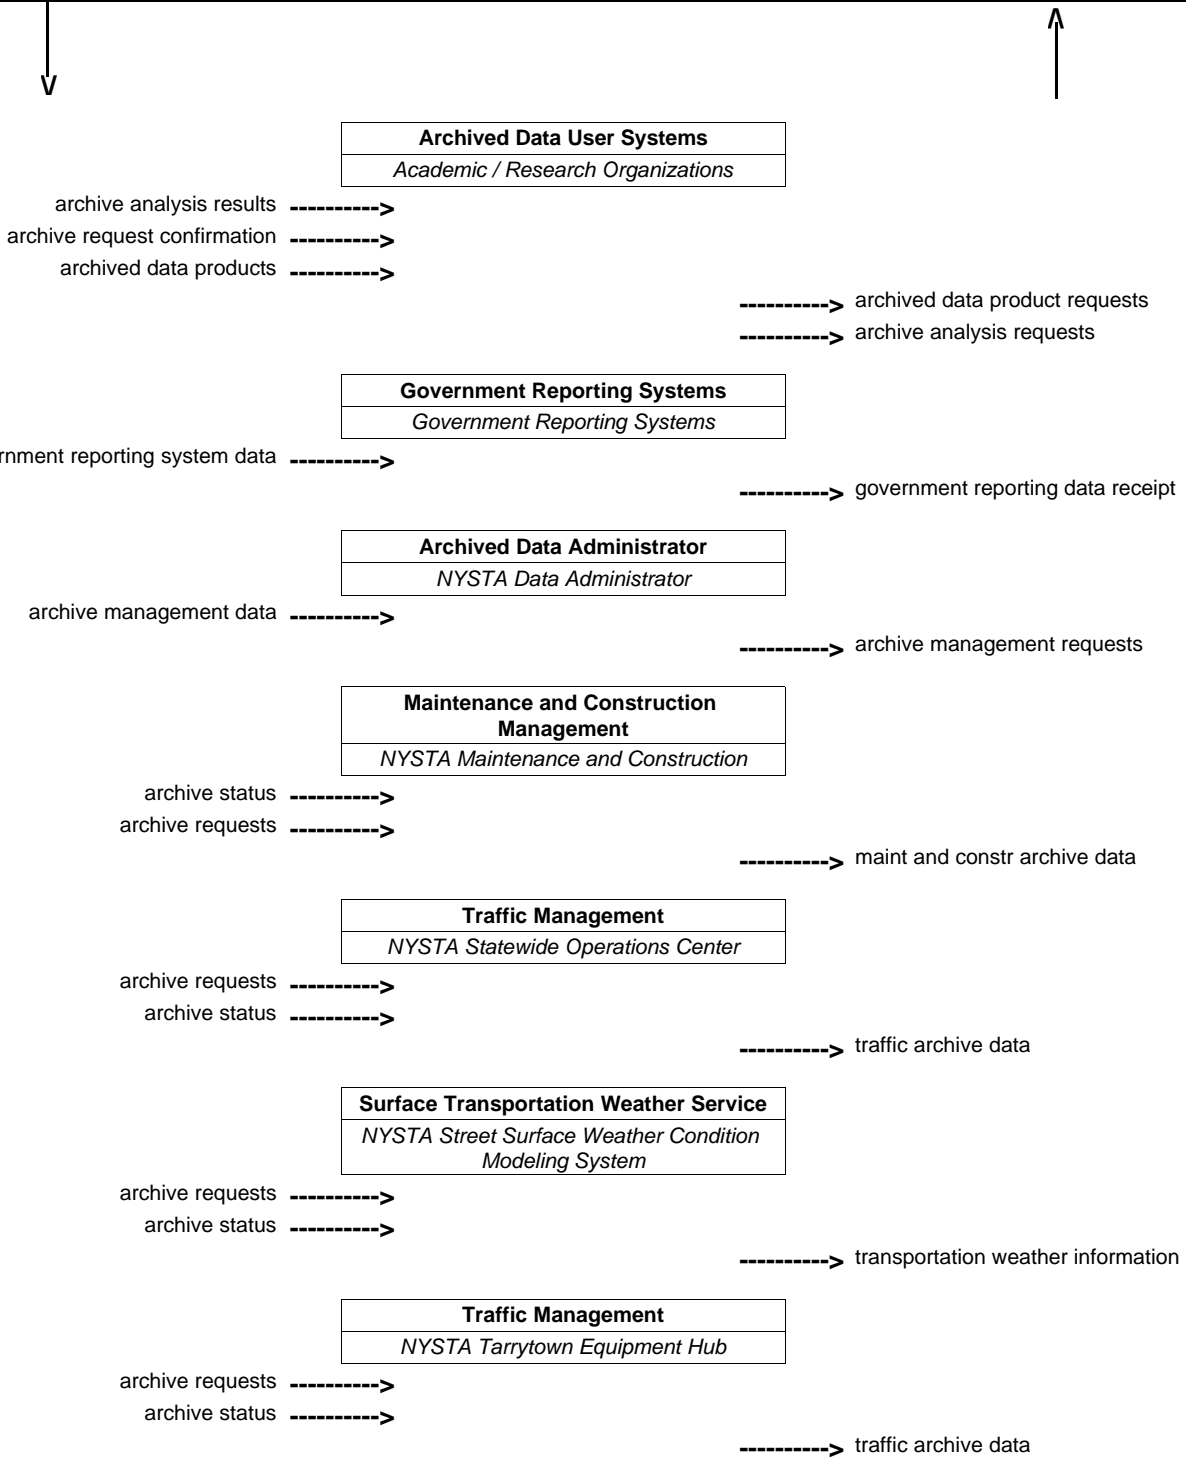 Archived Data User Systems
Academic / Research Organizations
archive analysis results ---------->
archive request confirmation ---------->
archived data products ---------->
----------> archived data product requests
----------> archive analysis requests
Government Reporting Systems
Government Reporting Systems
rnment reporting system data ---------->
----------> government reporting data receipt
Archived Data Administrator
NYSTA Data Administrator
archive management data ---------->
----------> archive management requests
Maintenance and Construction
Management
NYSTA Maintenance and Construction
archive status ---------->
archive requests ---------->
----------> maint and constr archive data
Traffic Management
NYSTA Statewide Operations Center
archive requests ---------->
archive status ---------->
----------> traffic archive data
Surface Transportation Weather Service
NYSTA Street Surface Weather Condition
Modeling System
archive requests ---------->
archive status ---------->
----------> transportation weather information
Traffic Management
NYSTA Tarrytown Equipment Hub
archive requests ---------->
archive status ---------->
----------> traffic archive data